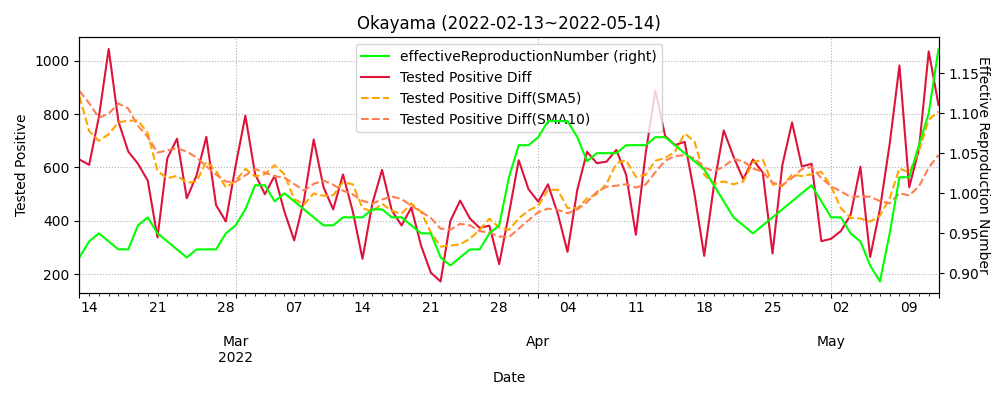 Okayama (2022-02-13~2022-05-14)
effectiveReproductionNumber (right)
Tested Positive Diff
Tested Positive Diff(SMA5)
Tested Positive Diff(SMA10)
Tested Positive
1000
800
600
400
200
Effective Reproduction Number
1.15
1.10
1.05
1.00
0.95
0.90
14 21 28 07 14 21 28 04 11 18 25 02 09
Mar Apr May
2022
Date